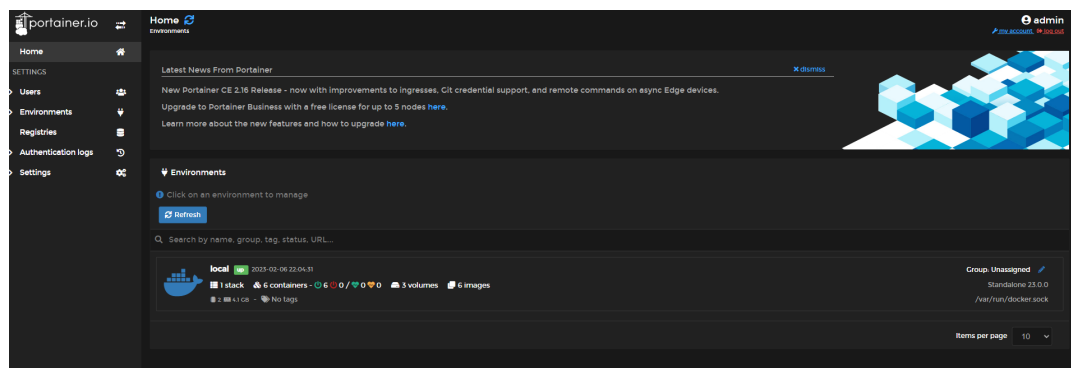 portainer.io
Home
SETTINGS
Users
Environments
Registries
Authentication logs
Settings
Home
Environments
admin
my account log out
Latest News From Portainer
dismiss
New Portainer CE 2.16 Release - now with improvements to ingresses, Git credential support, and remote commands on async Edge devices.
Upgrade to Portainer Business with a free license for up to 5 nodes here.
Learn more about the new features and how to upgrade here.
Environments
Click on an environment to manage
Refresh
Search by name, group, tag, status, URL...
local up 2023-02-06 22:04:31
Group: Unassigned
1 stack 6 containers - 6 0 / 0 0 3 volumes 6 images
Standalone 23.0.0
2 4.1 GB - No tags
/var/run/docker.sock
Items per page 10